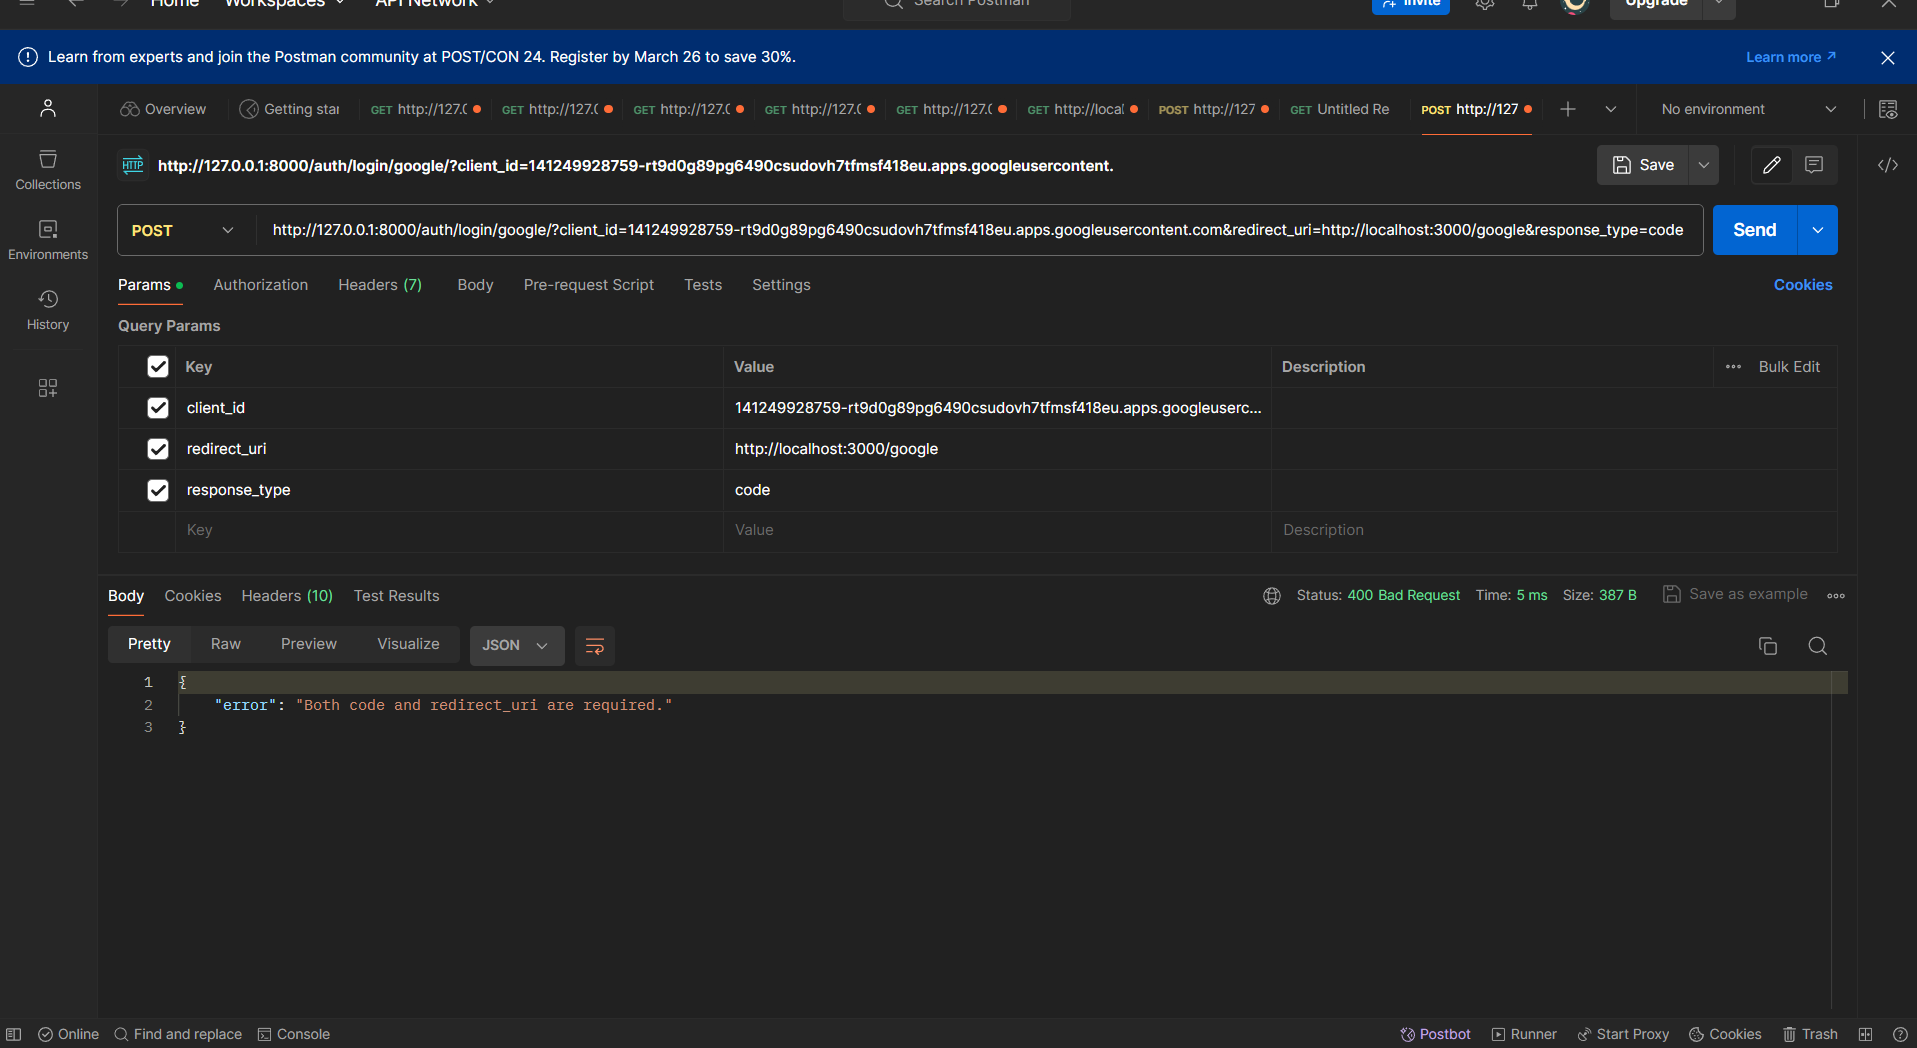 Home Workspaces API Network Search Postman Invite Upgrade
Learn from experts and join the Postman community at POST/CON 24. Register by March 26 to save 30%. Learn more
Overview Getting star GET http://127.( GET http://127.( GET http://127.( GET http://127.( GET http://127.( GET http://local POST http://127 GET Untitled Re POST http://127 No environment
HTTP http://127.0.0.1:8000/auth/login/google/?client_id=141249928759-rt9d0g89pg6490csudovh7tfmsf418eu.apps.googleusercontent. Save
Collections
Environments
History
POST http://127.0.0.1:8000/auth/login/google/?client_id=141249928759-rt9d0g89pg6490csudovh7tfmsf418eu.apps.googleusercontent.com&redirect_uri=http://localhost:3000/google&response_type=code Send
Params Authorization Headers (7) Body Pre-request Script Tests Settings Cookies
Query Params
Key Value Description Bulk Edit
client_id 141249928759-rt9d0g89pg6490csudovh7tfmsf418eu.apps.googleuserc...
redirect_uri http://localhost:3000/google
response_type code
Key Value Description
Body Cookies Headers (10) Test Results Status: 400 Bad Request Time: 5 ms Size: 387 B Save as example
Pretty Raw Preview Visualize JSON
1 {
2 "error": "Both code and redirect_uri are required."
3 }
Online Find and replace Console Postbot Runner Start Proxy Cookies Trash